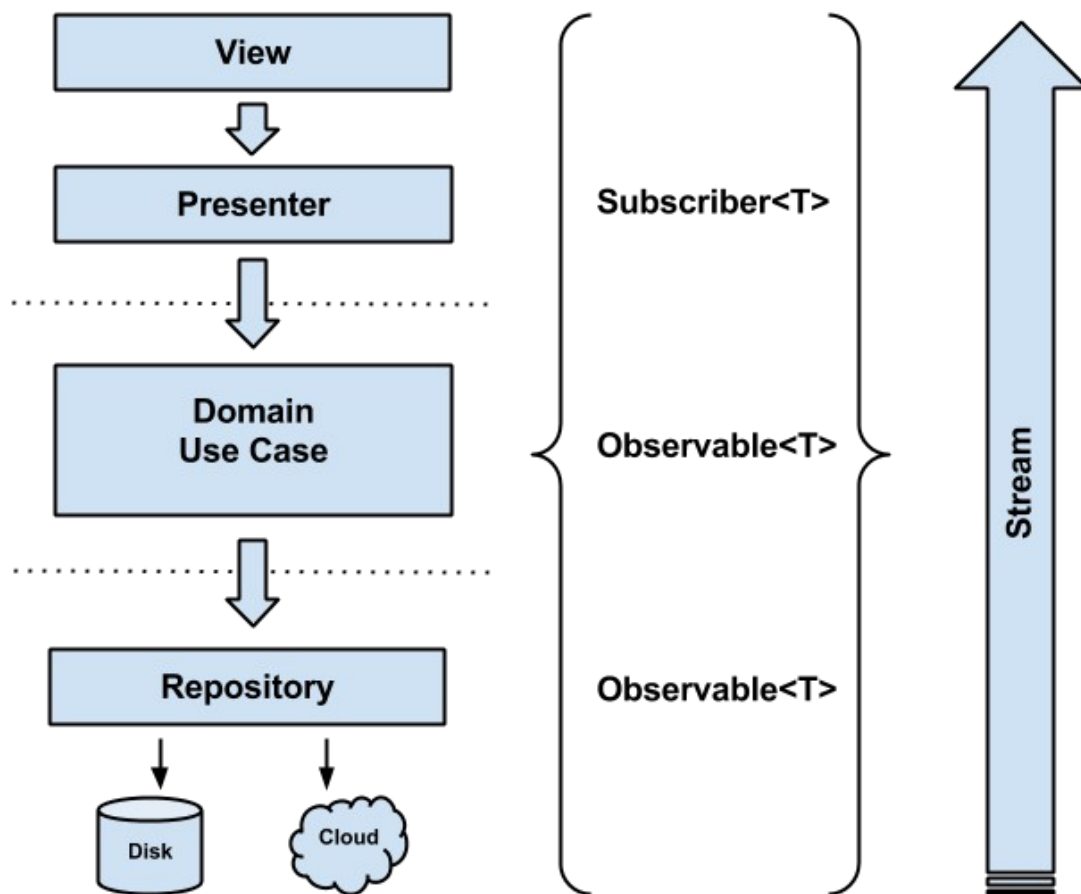 View
Presenter
Subscriber<T>
Domain
Use Case
Observable<T>
Stream
Repository
Observable<T>
Disk
Cloud